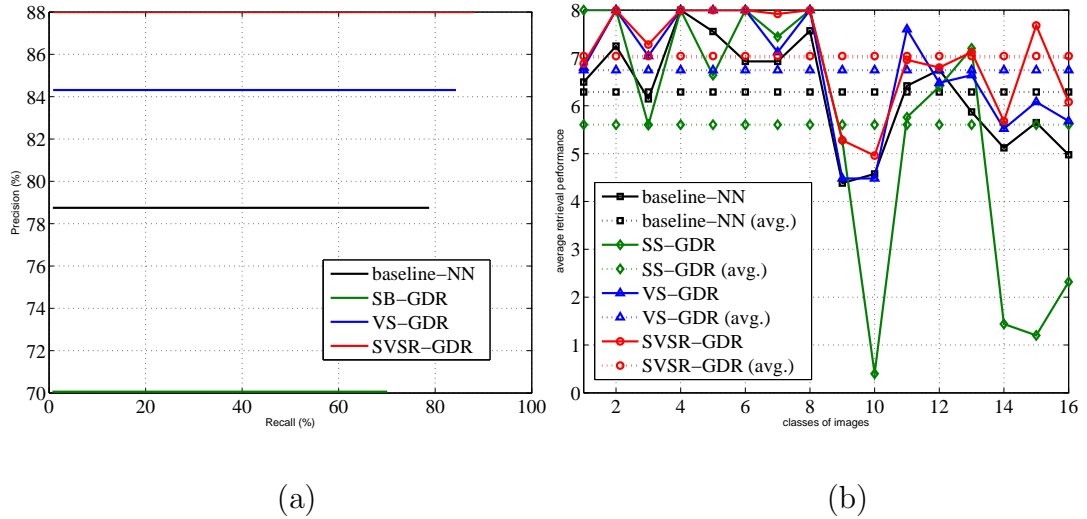 88
86
84
82
80
78
76
74
72
70
Precision (%)
baseline−NN
SB−GDR
VS−GDR
SVSR−GDR
20
40
60
80
100
Recall (%)
(a)
8
7
6
5
4
3
2
1
0
average retrieval performance
baseline−NN
baseline−NN (avg.)
SS−GDR
SS−GDR (avg.)
VS−GDR
VS−GDR (avg.)
SVSR−GDR
SVSR−GDR (avg.)
2
4
6
8
10
12
14
16
classes of images
(b)